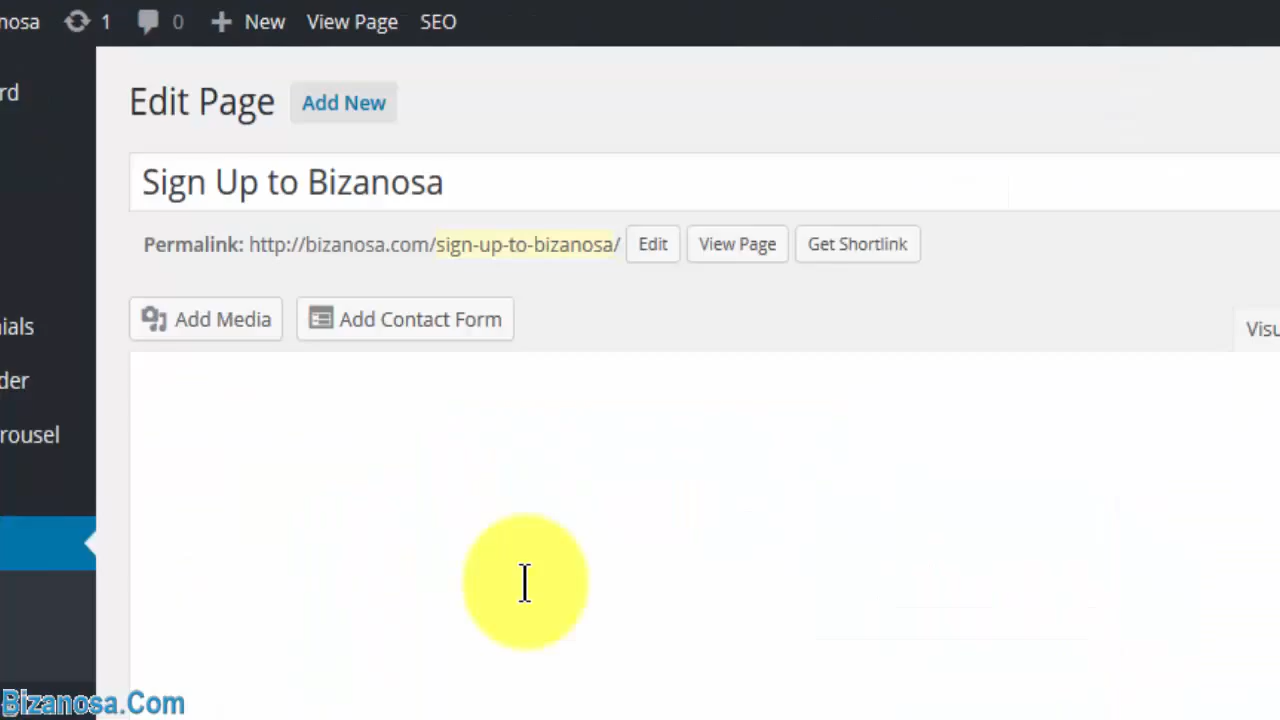 nosa 1 0 New View Page SEO
rd
Edit Page Add New
Sign Up to Bizanosa
Permalink: http://bizanosa.com/sign-up-to-bizanosa/ Edit View Page Get Shortlink
Add Media Add Contact Form
nials
Visu
der
rousel
Bizanosa.Com